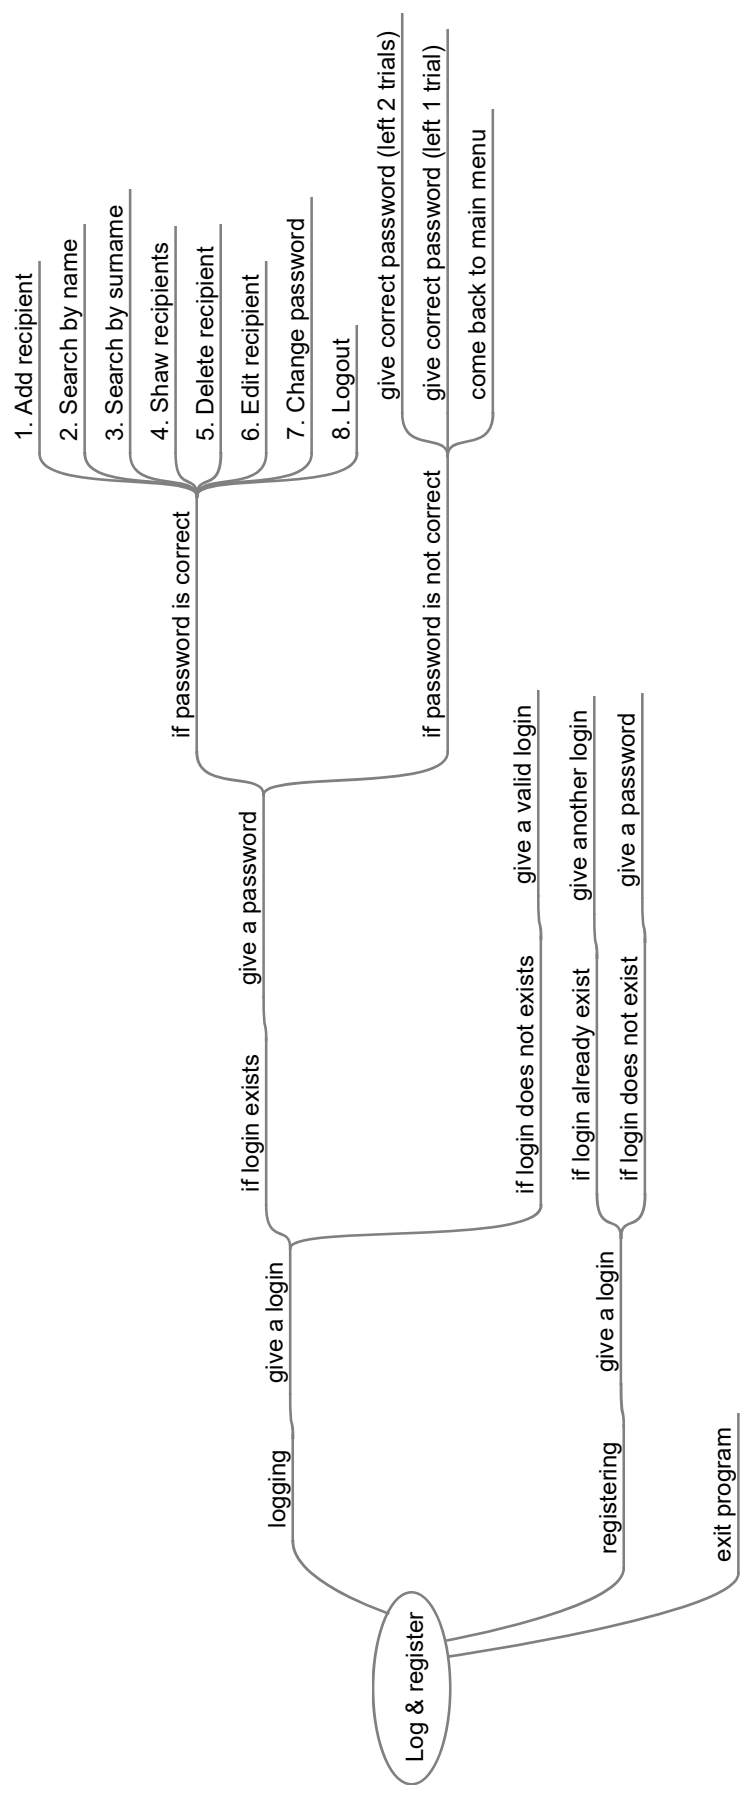 Log & register
logging
give a login
if login exists
give a password
if password is correct
1. Add recipient
2. Search by name
3. Search by surname
4. Shaw recipients
5. Delete recipient
6. Edit recipient
7. Change password
8. Logout
if password is not correct
give correct password (left 2 trials)
give correct password (left 1 trial)
come back to main menu
if login does not exists
give a valid login
registering
give a login
if login already exist
give another login
if login does not exist
give a password
exit program